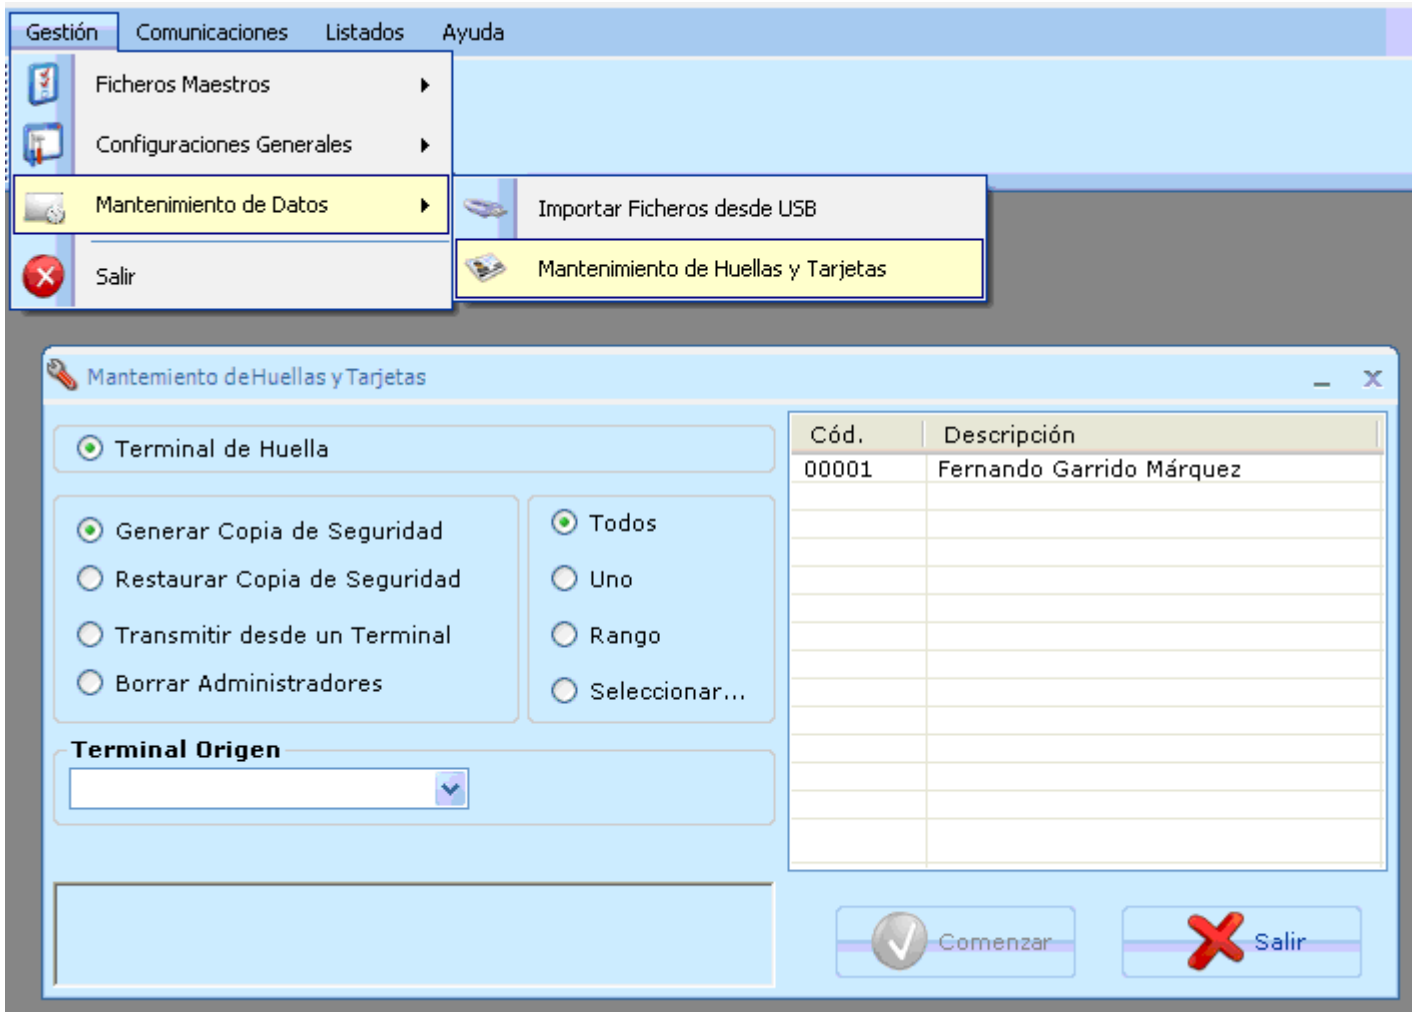 Gestión Comunicaciones Listados Ayuda
Ficheros Maestros
Configuraciones Generales
Mantenimiento de Datos
Importar Ficheros desde USB
Mantenimiento de Huellas y Tarjetas
Salir
Mantemiento deHuellas y Tarjetas
Terminal de Huella
Generar Copia de Seguridad
Restaurar Copia de Seguridad
Transmitir desde un Terminal
Borrar Administradores
Todos
Uno
Rango
Seleccionar...
Terminal Origen
Cód. Descripción
00001 Fernando Garrido Márquez
Comenzar
Salir